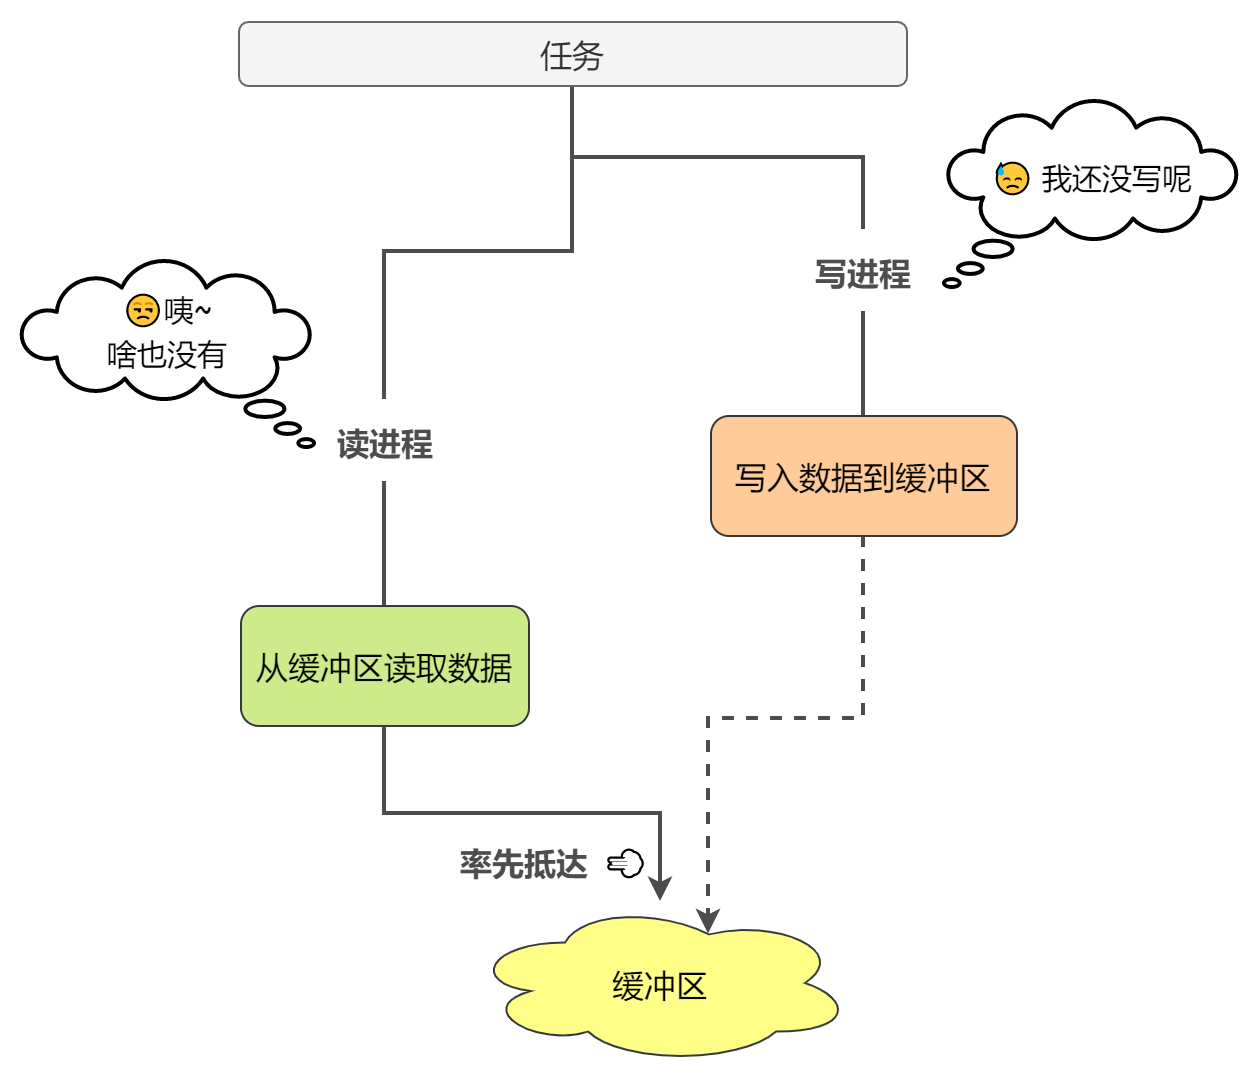 任务
我还没写呢
写进程
咦~
啥也没有
读进程
写入数据到缓冲区
从缓冲区读取数据
率先抵达
缓冲区